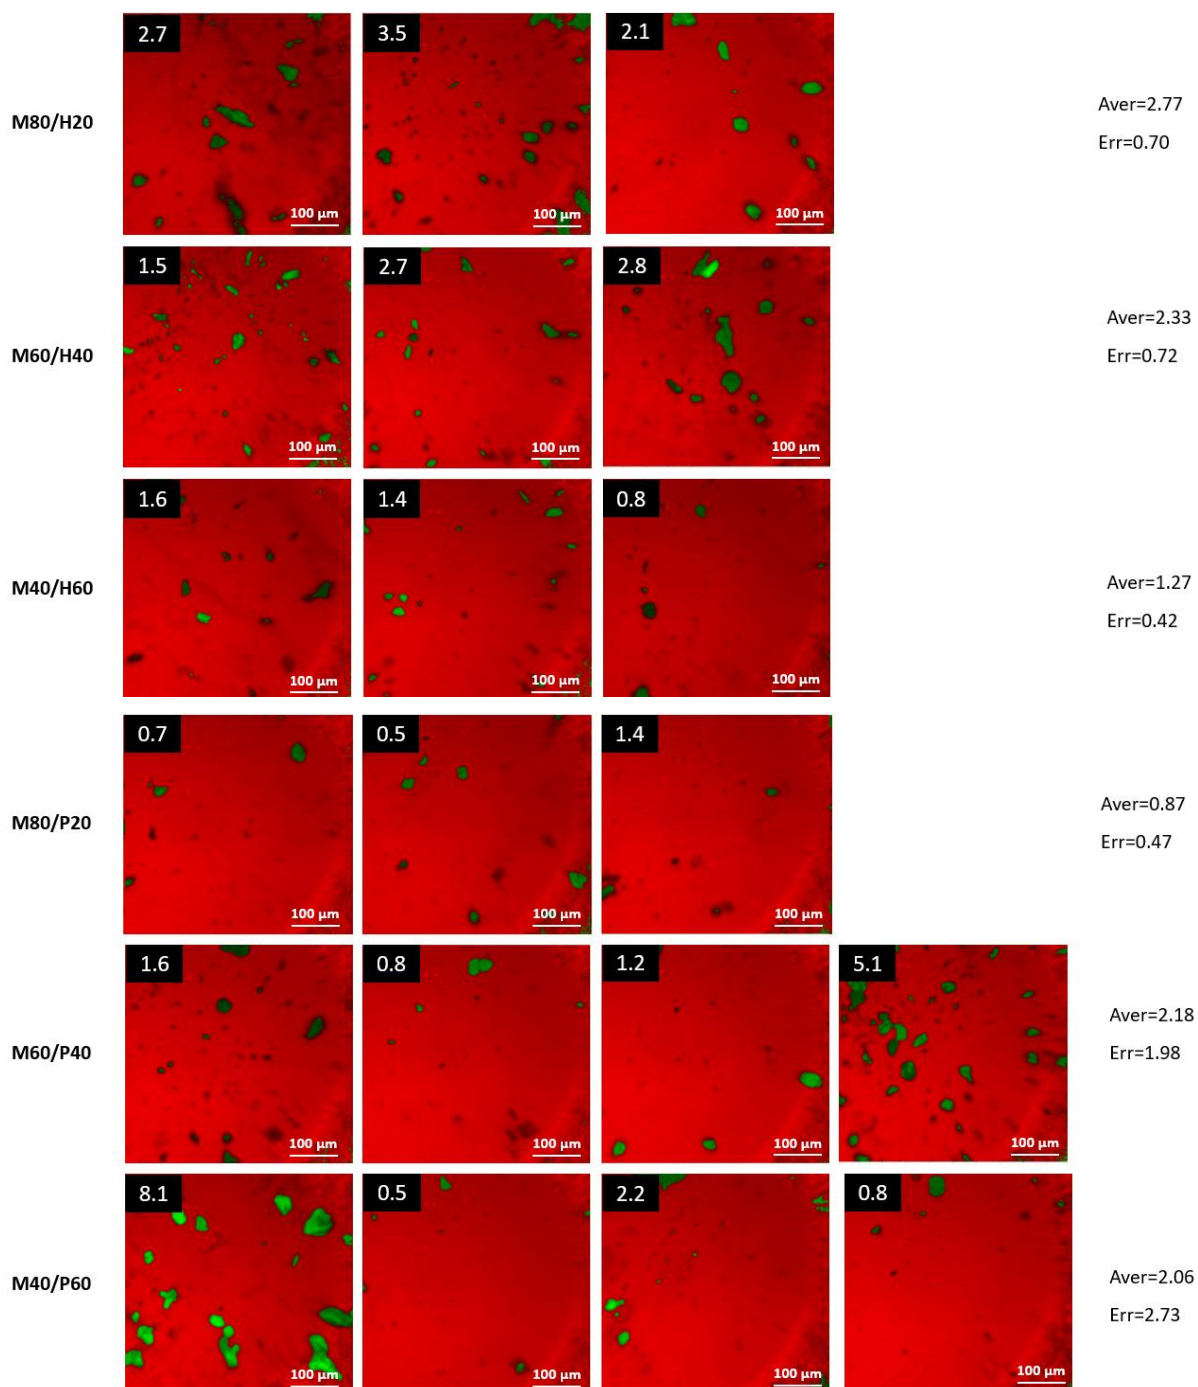 2.7
3.5
2.1
M80/H20
Aver=2.77
Err=0.70
100 µm
100 µm
100 µm
1.5
2.7
2.8
M60/H40
Aver=2.33
Err=0.72
100 µm
100 µm
100 µm
1.6
1.4
0.8
M40/H60
Aver=1.27
Err=0.42
100 µm
100 µm
100 µm
0.7
0.5
1.4
M80/P20
Aver=0.87
Err=0.47
100 µm
100 µm
100 µm
1.6
0.8
1.2
5.1
M60/P40
Aver=2.18
Err=1.98
100 µm
100 µm
100 µm
100 µm
8.1
0.5
2.2
0.8
M40/P60
Aver=2.06
Err=2.73
100 µm
100 µm
100 µm
100 µm